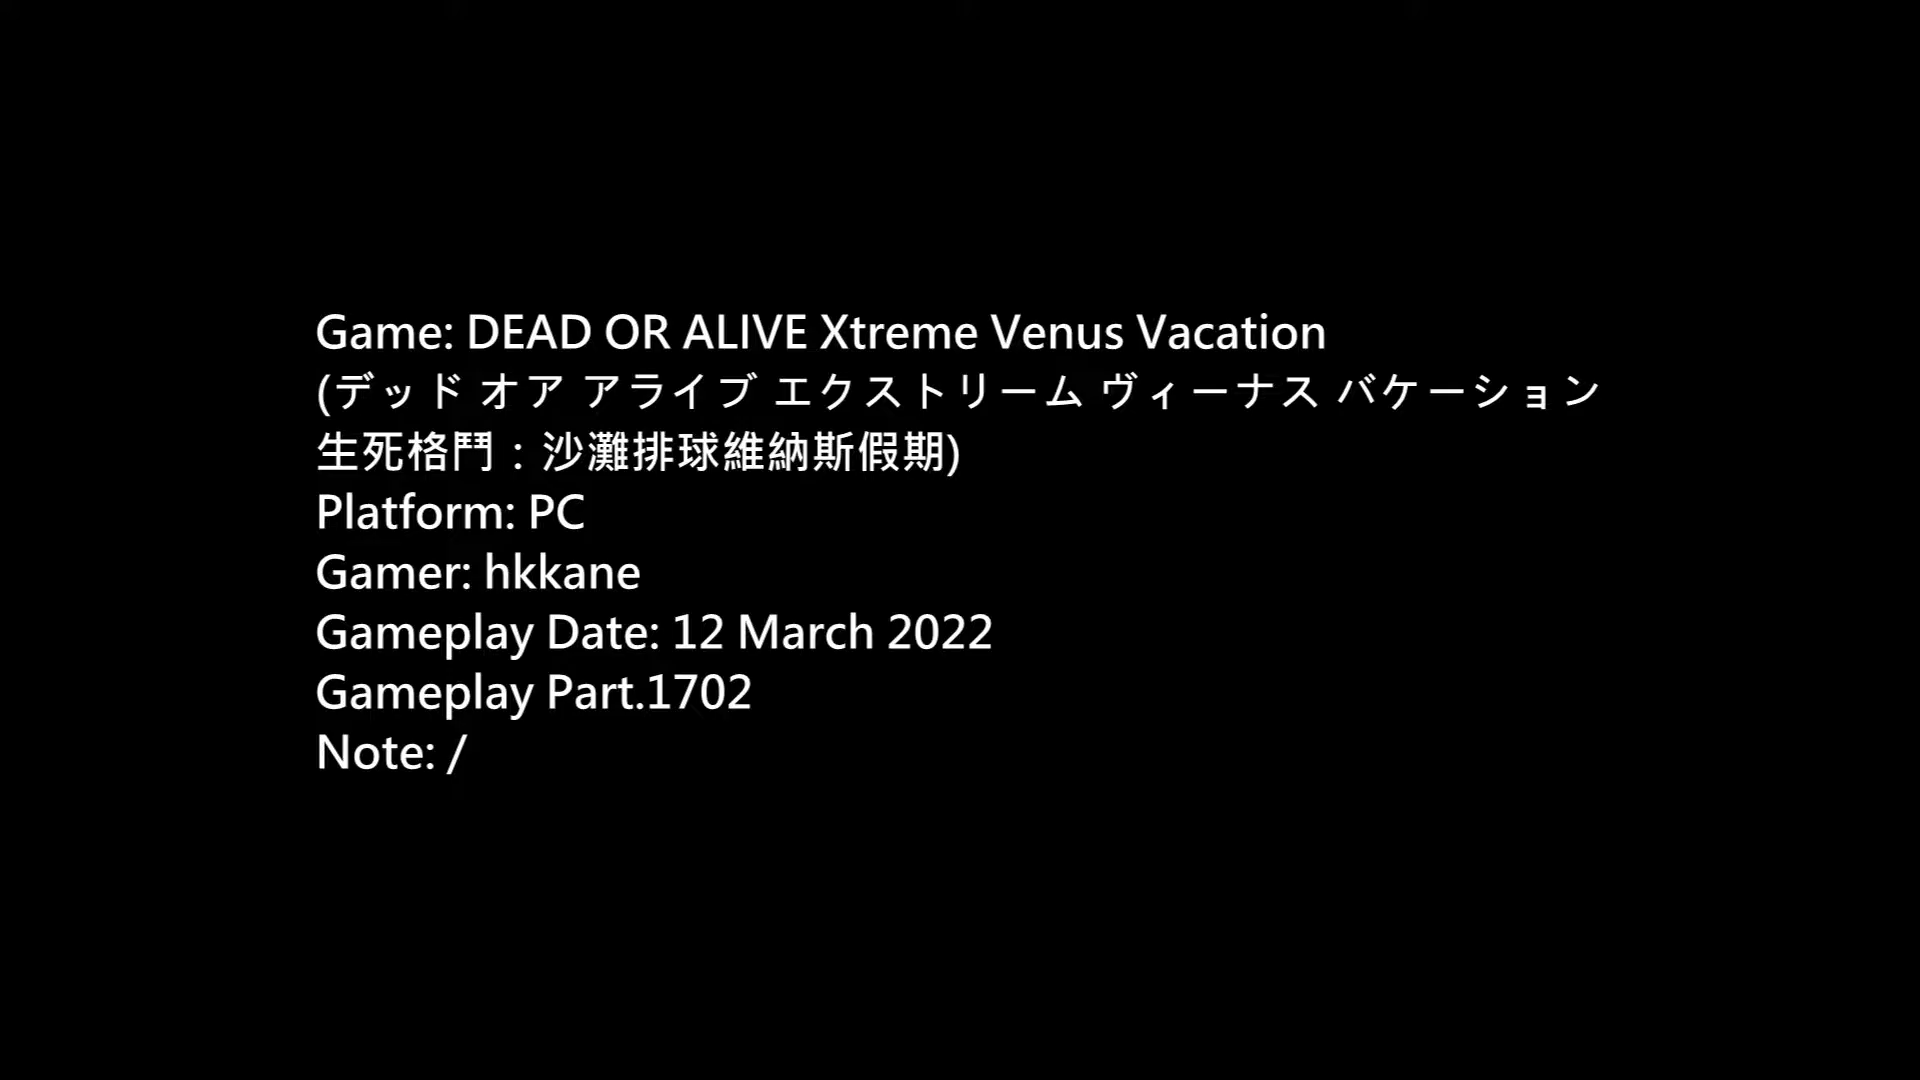 Game: DEAD OR ALIVE Xtreme Venus Vacation
(デッド オア アライブ エクストリーム ヴィーナス バケーション
生死格鬥：沙灘排球維納斯假期)
Platform: PC
Gamer: hkkane
Gameplay Date: 12 March 2022
Gameplay Part.1702
Note: /